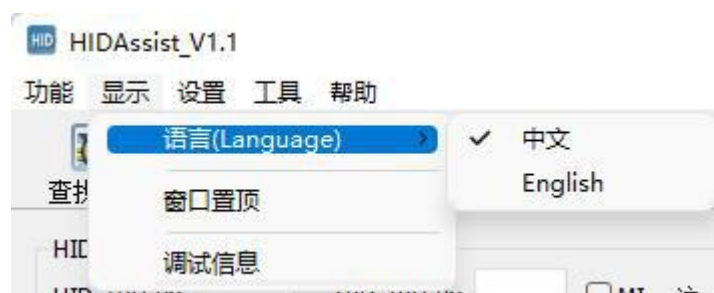 HID HIDAssist_V1.1
功能 显示 设置 工具 帮助
语言(Language)
中文
English
窗口置顶
调试信息